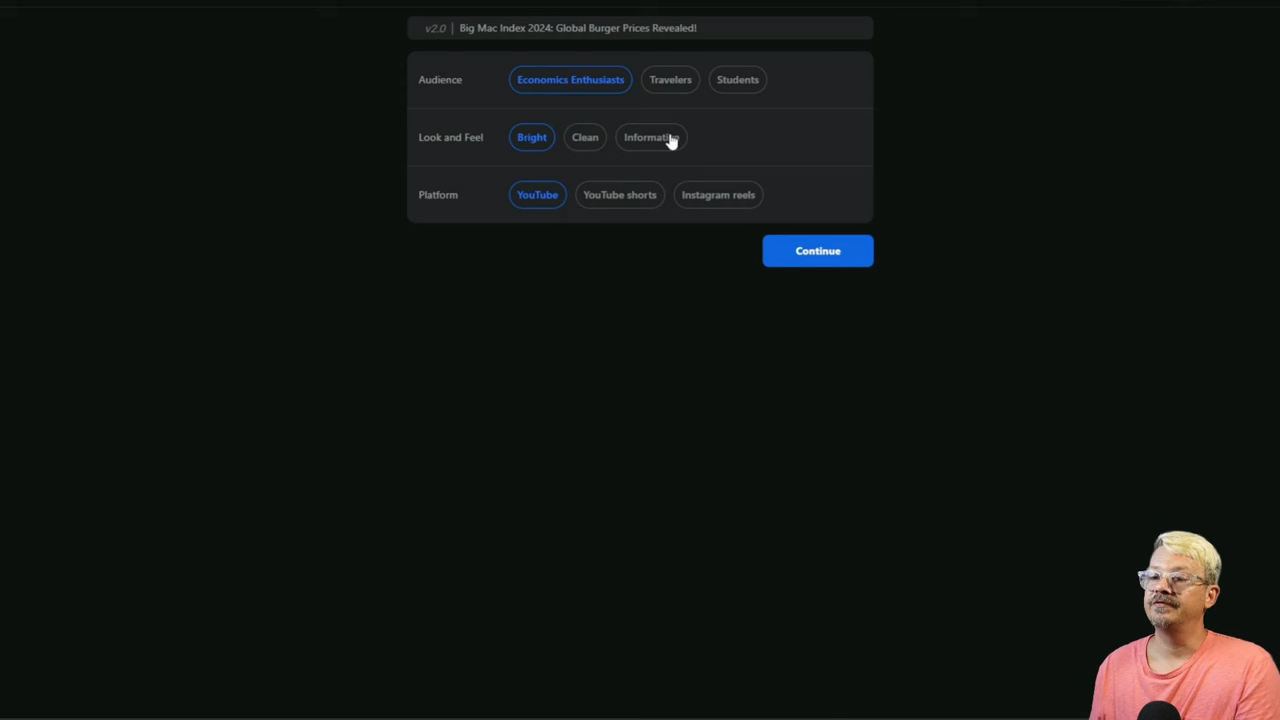 v2.0 | Big Mac Index 2024: Global Burger Prices Revealed!
Audience Economics Enthusiasts Travelers Students
Look and Feel Bright Clean
Platform YouTube YouTube shorts Instagram reels
Continue